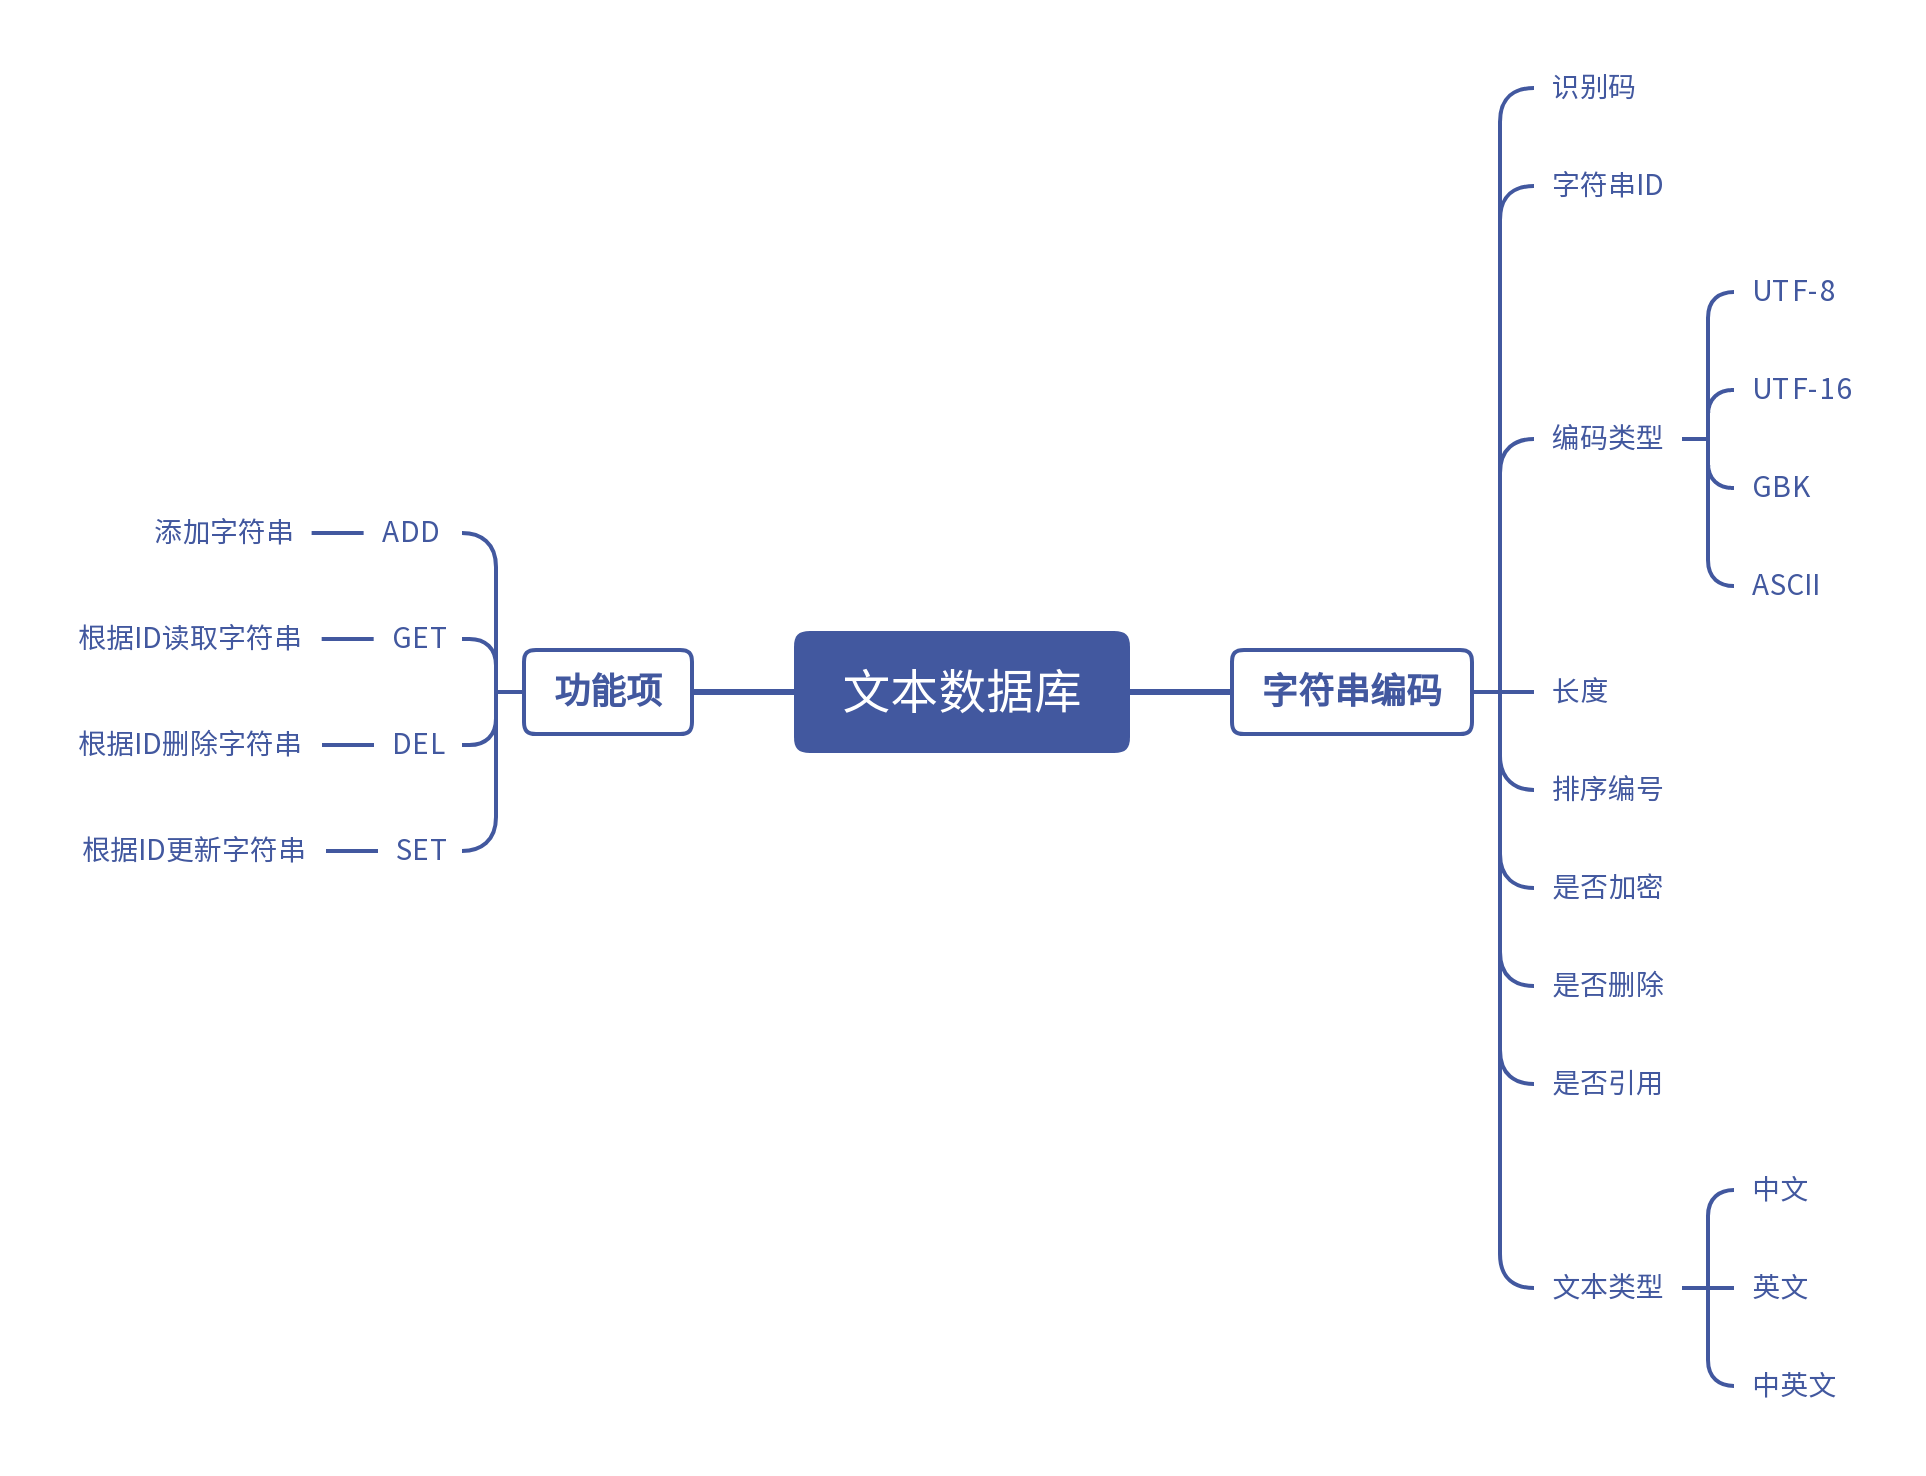 文本数据库
功能项
ADD
添加字符串
GET
根据ID读取字符串
DEL
根据ID删除字符串
SET
根据ID更新字符串
字符串编码
识别码
字符串ID
编码类型
UTF-8
UTF-16
GBK
ASCII
长度
排序编号
是否加密
是否删除
是否引用
文本类型
中文
英文
中英文